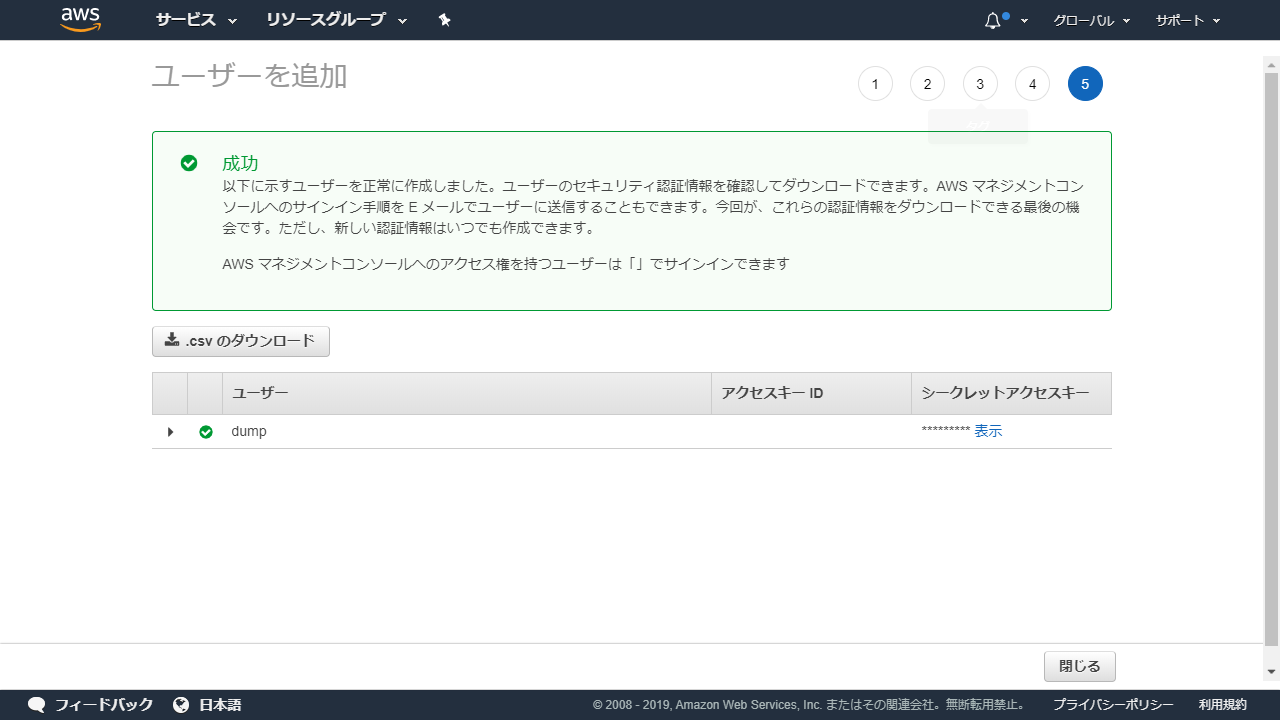 aws サービス リソースグループ グローバル サポート
ユーザーを追加
1 2 3 4 5
成功
以下に示すユーザーを正常に作成しました。ユーザーのセキュリティ認証情報を確認してダウンロードできます。AWS マネジメントコン
ソールへのサインイン手順を E メールでユーザーに送信することもできます。今回が、これらの認証情報をダウンロードできる最後の機
会です。ただし、新しい認証情報はいつでも作成できます。
AWS マネジメントコンソールへのアクセス権を持つユーザーは「」でサインインできます
.csv のダウンロード
ユーザー アクセスキー ID シークレットアクセスキー
dump ********* 表示
閉じる
フィードバック 日本語 © 2008 - 2019, Amazon Web Services, Inc. またはその関連会社。無断転用禁止。 プライバシーポリシー 利用規約